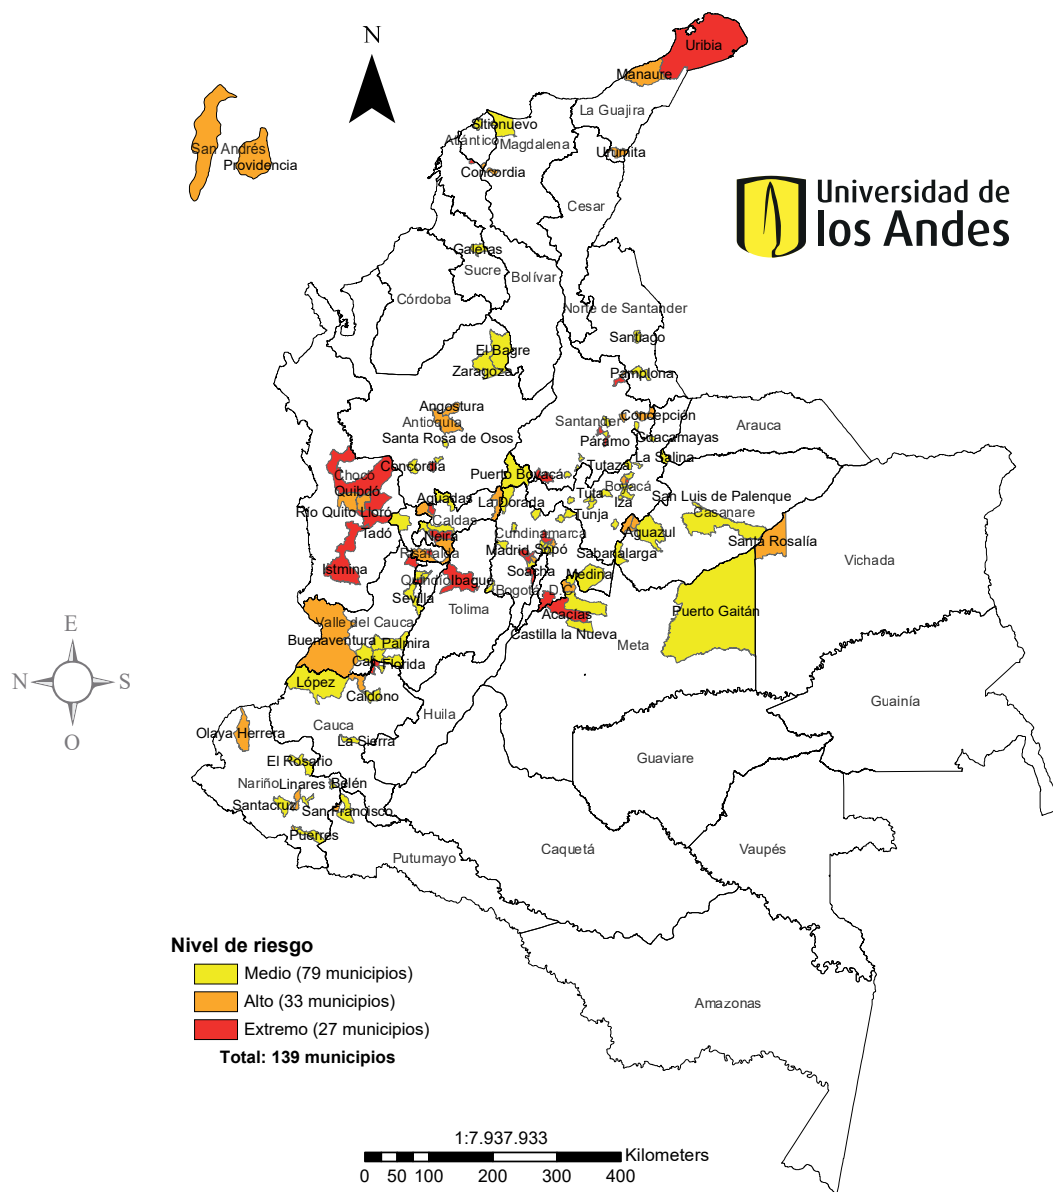 N
Uribia
Manaure
La Guajira
Sitionuevo
Atlántico
Magdalena
San Andrés
Providencia
Urumita
Concordia
Universidad de
los Andes
Cesar
Galeras
Sucre
Bolívar
Córdoba
Norte de Santander
Santiago
El Bagre
Zaragoza
Pamplona
Angostura
Antioquia
Santander
Concepción
Arauca
Santa Rosa de Osos
Páramo
Guacamayas
La Salina
Concordia
Chocó
Puerto Boyacá
Tutazá
Boyacá
Quibdó
Aguadas
La Dorada
Tuta
Iza
San Luis de Palenque
Casanare
Río Quito
Lloró
Caldas
Tunja
Tadó
Neira
Cundinamarca
Aguazul
Santa Rosalía
Risaralda
Madrid
Sopó
Sabanalarga
Vichada
Istmina
Quindío
Ibagué
Soacha
Medina
Sevilla
Bogotá, D.C.
Tolima
Acacías
Puerto Gaitán
Valle del Cauca
Castilla la Nueva
Buenaventura
Palmira
Meta
Cali
Florida
López
Caldono
E
N
S
O
Huila
Guainía
Cauca
Olaya Herrera
La Sierra
El Rosario
Guaviare
Nariño
Linares
Belén
Santacruz
San Francisco
Puerres
Putumayo
Caquetá
Vaupés
Nivel de riesgo
Medio (79 municipios)
Alto (33 municipios)
Extremo (27 municipios)
Total: 139 municipios
Amazonas
1:7.937.933
Kilometers
0 50 100 200 300 400